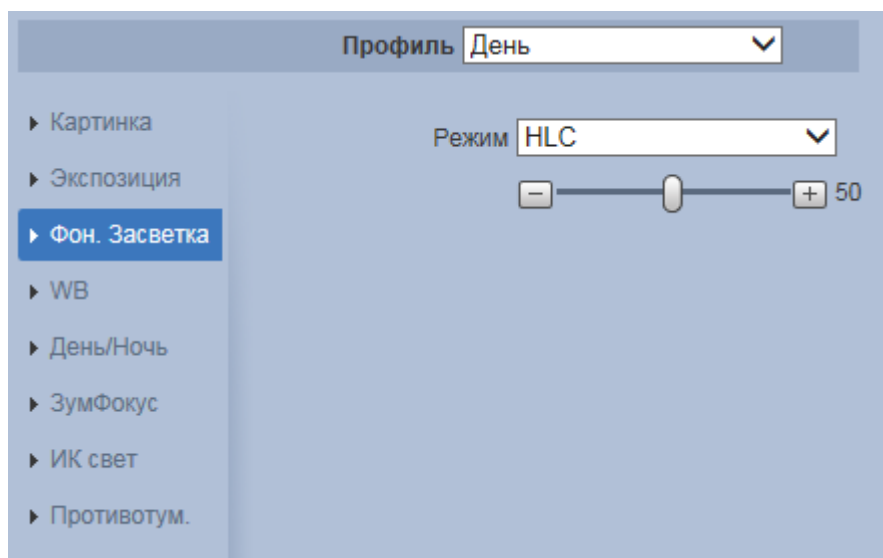 Профиль День
Картинка
Режим HLC
Экспозиция
50
Фон. Засветка
WB
День/Ночь
ЗумФокус
ИК свет
Противотум.